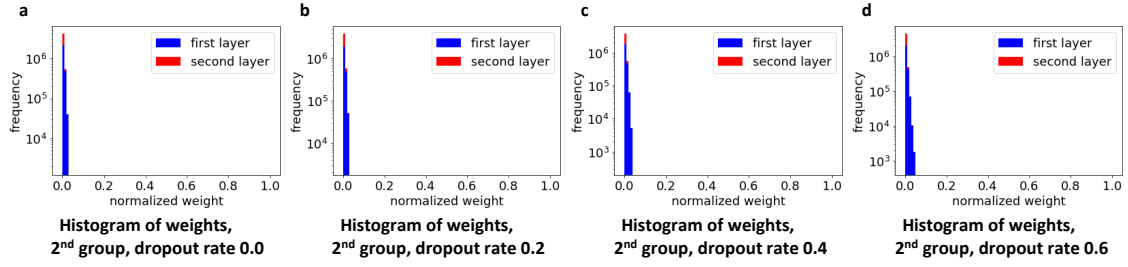 a
10⁶
10⁵
10⁴
frequency
first layer
second layer
0.0 0.2 0.4 0.6 0.8 1.0
normalized weight
Histogram of weights,
2nd group, dropout rate 0.0
b
10⁶
10⁵
10⁴
frequency
first layer
second layer
0.0 0.2 0.4 0.6 0.8 1.0
normalized weight
Histogram of weights,
2nd group, dropout rate 0.2
c
10⁶
10⁵
10⁴
10³
frequency
first layer
second layer
0.0 0.2 0.4 0.6 0.8 1.0
normalized weight
Histogram of weights,
2nd group, dropout rate 0.4
d
10⁶
10⁵
10⁴
10³
frequency
first layer
second layer
0.0 0.2 0.4 0.6 0.8 1.0
normalized weight
Histogram of weights,
2nd group, dropout rate 0.6